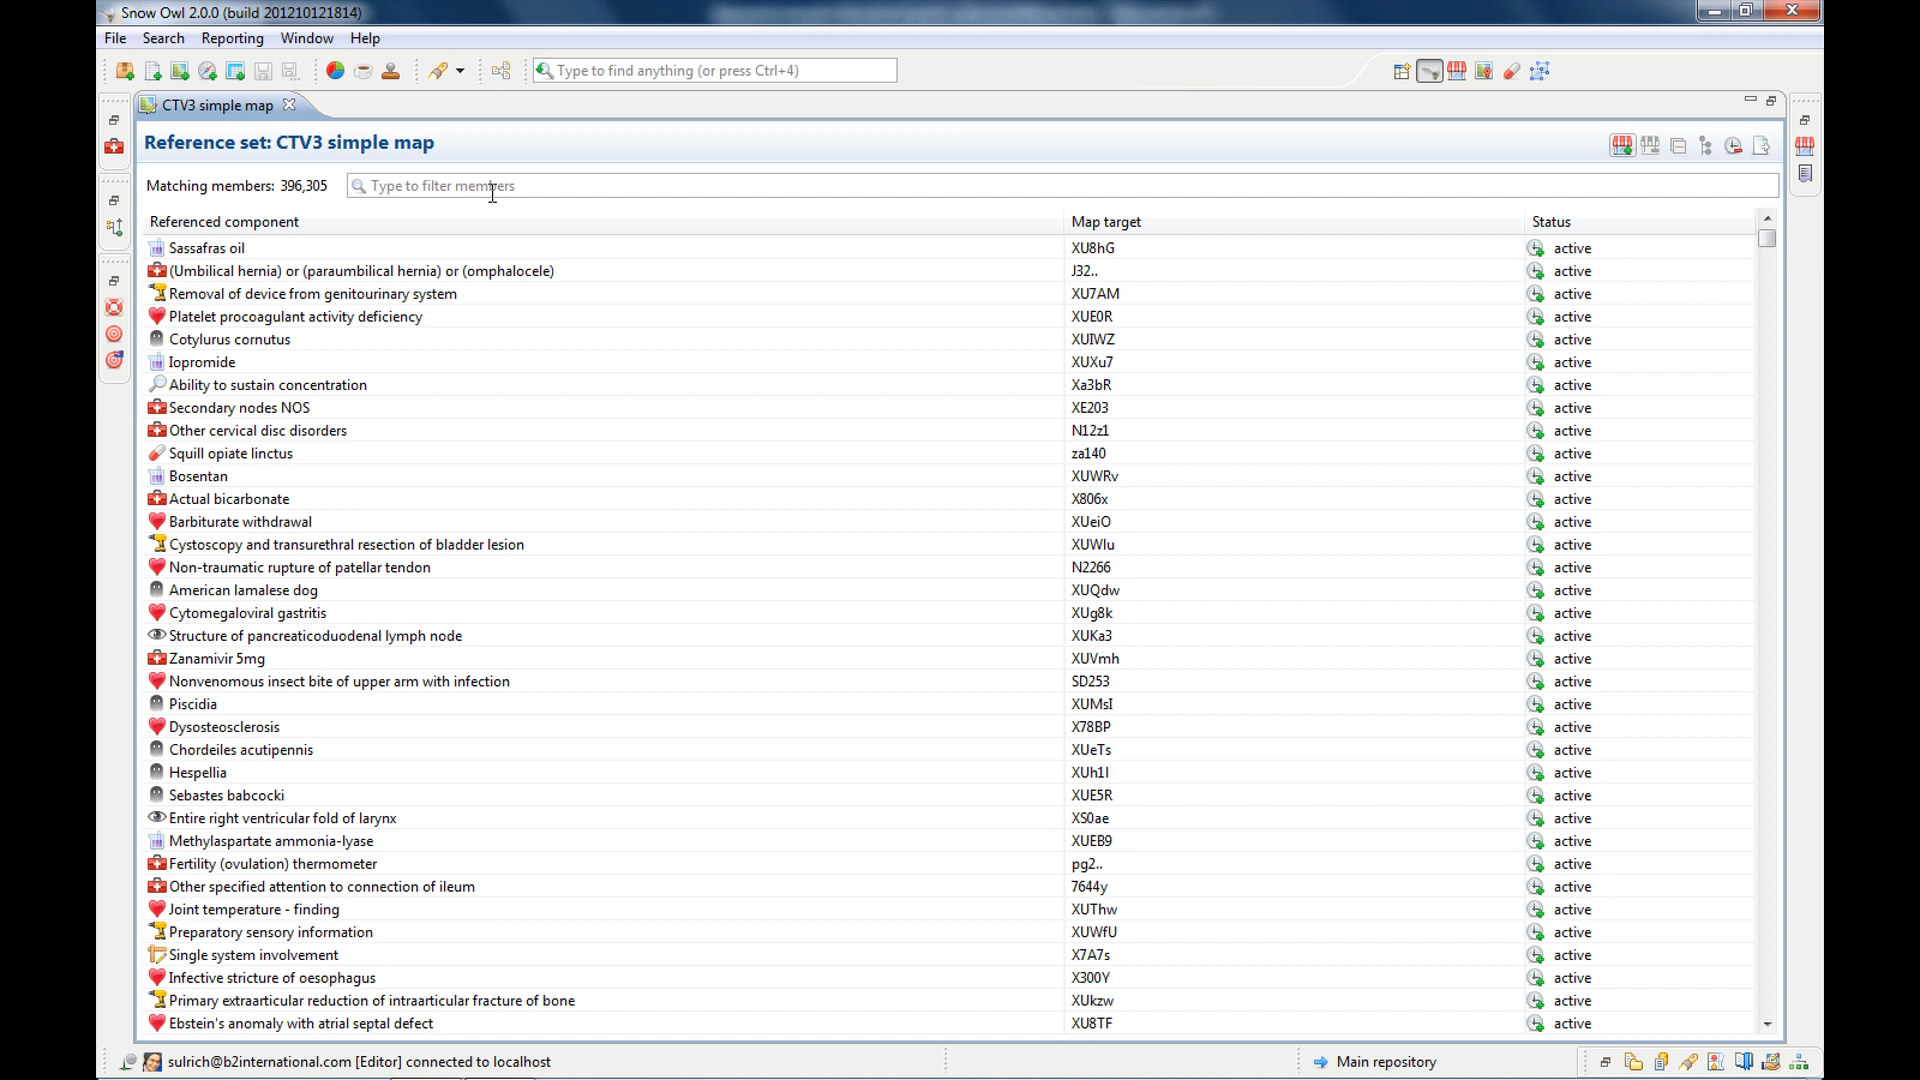 Snow Owl 2.0.0 (build 201210121814)
File Search Reporting Window Help
Type to find anything (or press Ctrl+4)
CTV3 simple map
Reference set: CTV3 simple map
Matching members: 396,305 Type to filter members
Referenced component Map target Status
Sassafras oil XU8hG active
(Umbilical hernia) or (paraumbilical hernia) or (omphalocele) J32.. active
Removal of device from genitourinary system XU7AM active
Platelet procoagulant activity deficiency XUE0R active
Cotylurus cornutus XUIWZ active
Iopromide XUXu7 active
Ability to sustain concentration Xa3bR active
Secondary nodes NOS XE203 active
Other cervical disc disorders N12z1 active
Squill opiate linctus za140 active
Bosentan XUWRv active
Actual bicarbonate X806x active
Barbiturate withdrawal XUeiO active
Cystoscopy and transurethral resection of bladder lesion XUWIu active
Non-traumatic rupture of patellar tendon N2266 active
American lamalese dog XUQdw active
Cytomegaloviral gastritis XUg8k active
Structure of pancreaticoduodenal lymph node XUKa3 active
Zanamivir 5mg XUVmh active
Nonvenomous insect bite of upper arm with infection SD253 active
Piscidia XUMsI active
Dysosteosclerosis X78BP active
Chordeiles acutipennis XUeTs active
Hespellia XUh1I active
Sebastes babcocki XUE5R active
Entire right ventricular fold of larynx XS0ae active
Methylaspartate ammonia-lyase XUEB9 active
Fertility (ovulation) thermometer pg2.. active
Other specified attention to connection of ileum 7644y active
Joint temperature - finding XUThw active
Preparatory sensory information XUWfU active
Single system involvement X7A7s active
Infective stricture of oesophagus X300Y active
Primary extraarticular reduction of intraarticular fracture of bone XUkzw active
Ebstein's anomaly with atrial septal defect XU8TF active
sulrich@b2international.com [Editor] connected to localhost Main repository